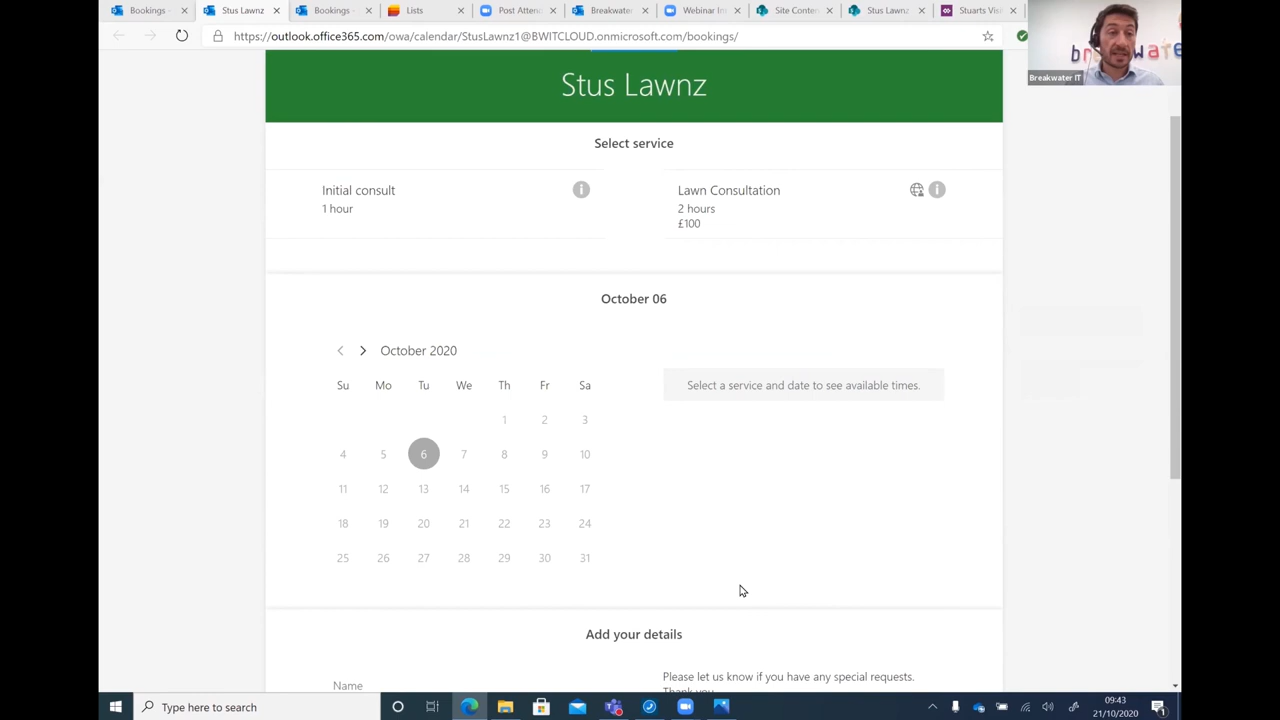 Bookings -
Stus Lawnz
Bookings -
Lists
Post Atten
Breakwater
Webinar Im
Site Conten
Stus Lawnz
Stuarts Visi
https://outlook.office365.com/owa/calendar/StusLawnz1@BWITCLOUD.onmicrosoft.com/bookings/
Breakwater IT
Stus Lawnz
Select service
Initial consult
1 hour
Lawn Consultation
2 hours
£100
October 06
October 2020
Su Mo Tu We Th Fr Sa
1 2 3
4 5 6 7 8 9 10
11 12 13 14 15 16 17
18 19 20 21 22 23 24
25 26 27 28 29 30 31
Select a service and date to see available times.
Add your details
Name
Please let us know if you have any special requests.
Thank you
Type here to search
09:43
21/10/2020